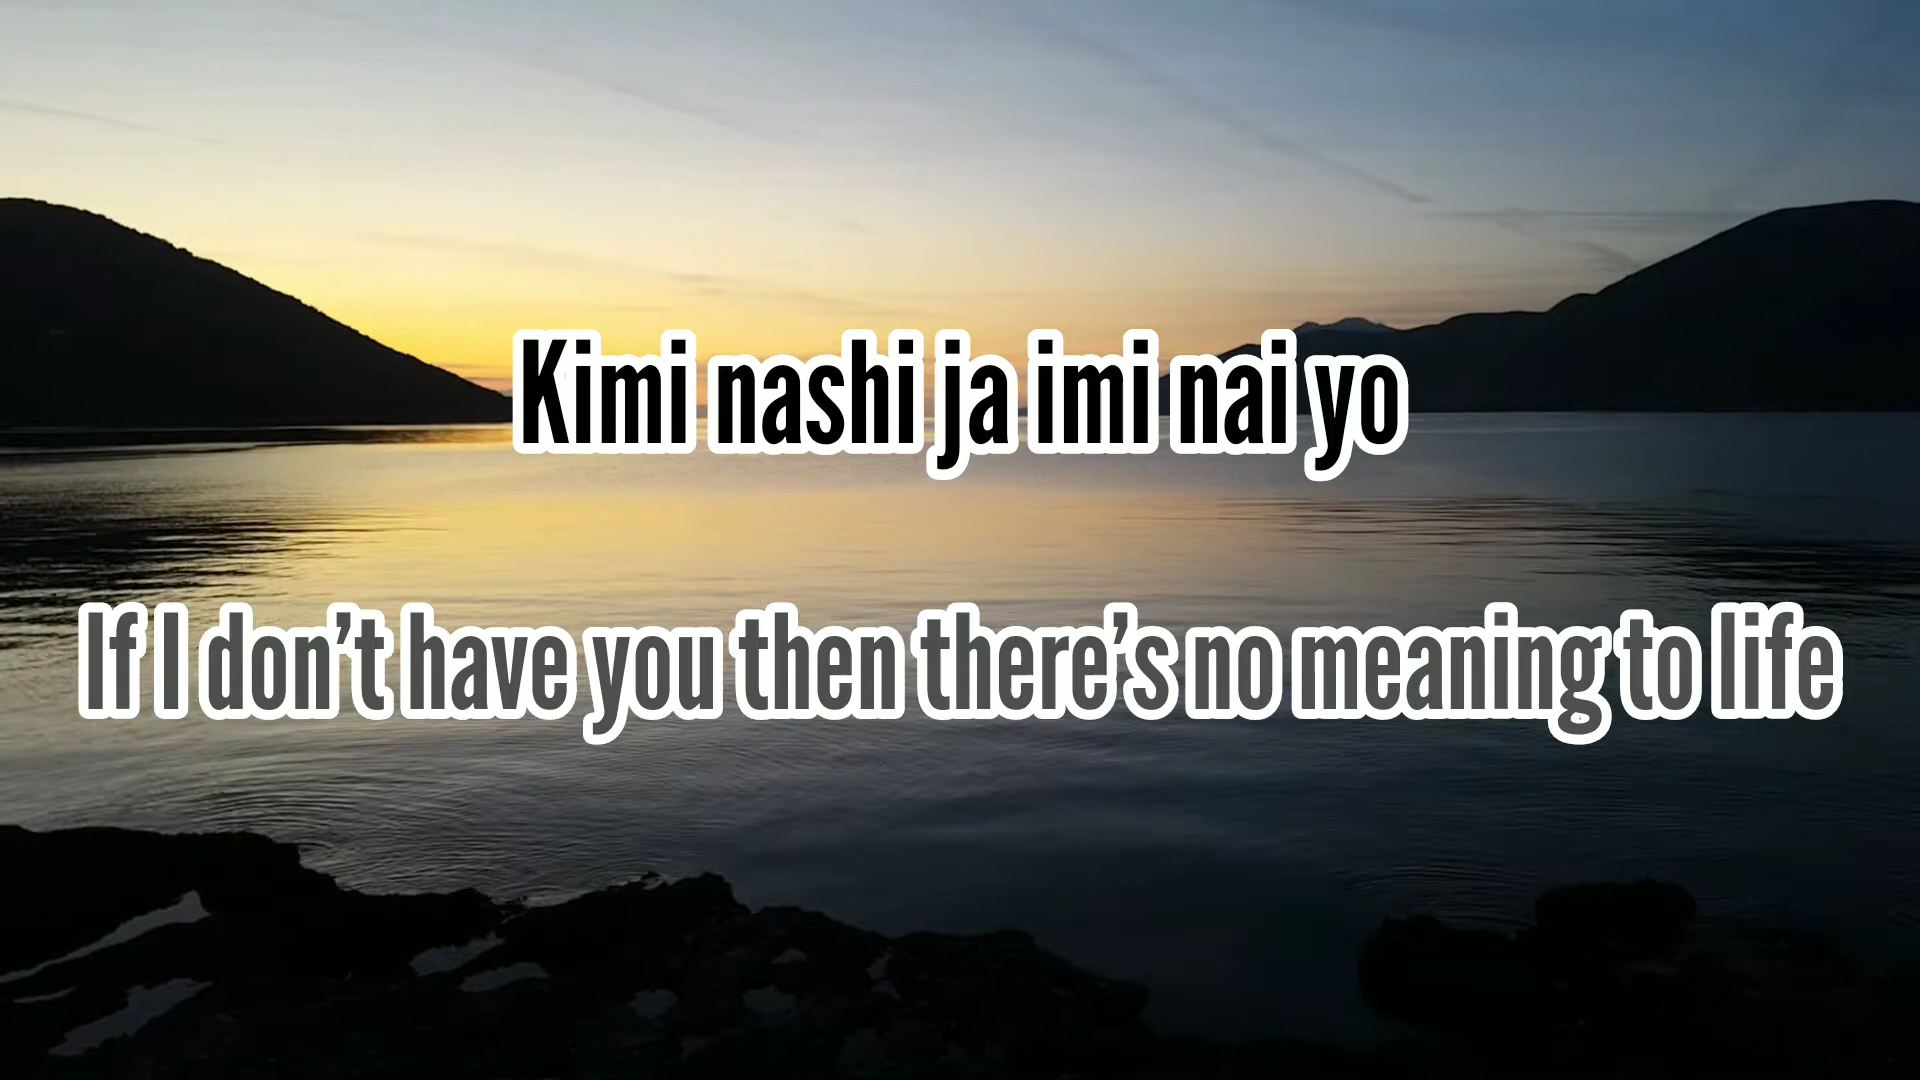 Kimi nashi ja imi nai yo
If I don’t have you then there’s no meaning to life